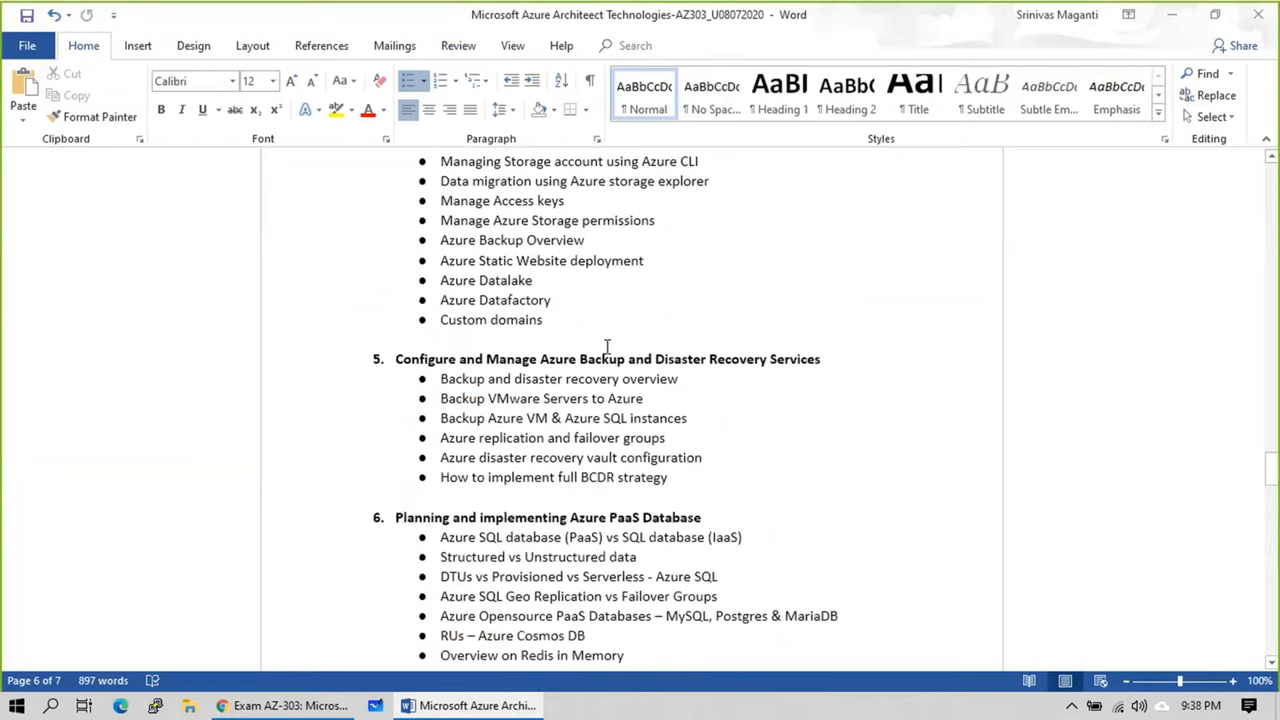 Microsoft Azure Architeect Technologies-AZ303_U08072020 - Word
Srinivas Maganti
File Home Insert Design Layout References Mailings Review View Help Search Share
Paste
Cut
Copy
Format Painter
Clipboard
Calibri 12
Font
Paragraph
AaBbCcDc AaBbCcDc AaBl AaBbC Aal AaB AaBbCcDc AaBbCcDc
¶ Normal ¶ No Spac... ¶ Heading 1 ¶ Heading 2 ¶ Title ¶ Subtitle Subtle Em... Emphasis
Styles
Find
Replace
Select
Editing
● Managing Storage account using Azure CLI
● Data migration using Azure storage explorer
● Manage Access keys
● Manage Azure Storage permissions
● Azure Backup Overview
● Azure Static Website deployment
● Azure Datalake
● Azure Datafactory
● Custom domains
5. Configure and Manage Azure Backup and Disaster Recovery Services
● Backup and disaster recovery overview
● Backup VMware Servers to Azure
● Backup Azure VM & Azure SQL instances
● Azure replication and failover groups
● Azure disaster recovery vault configuration
● How to implement full BCDR strategy
6. Planning and implementing Azure PaaS Database
● Azure SQL database (PaaS) vs SQL database (IaaS)
● Structured vs Unstructured data
● DTUs vs Provisioned vs Serverless - Azure SQL
● Azure SQL Geo Replication vs Failover Groups
● Azure Opensource PaaS Databases – MySQL, Postgres & MariaDB
● RUs – Azure Cosmos DB
● Overview on Redis in Memory
Page 6 of 7 897 words 100%
Exam AZ-303: Micros... Microsoft Azure Archi... 9:38 PM